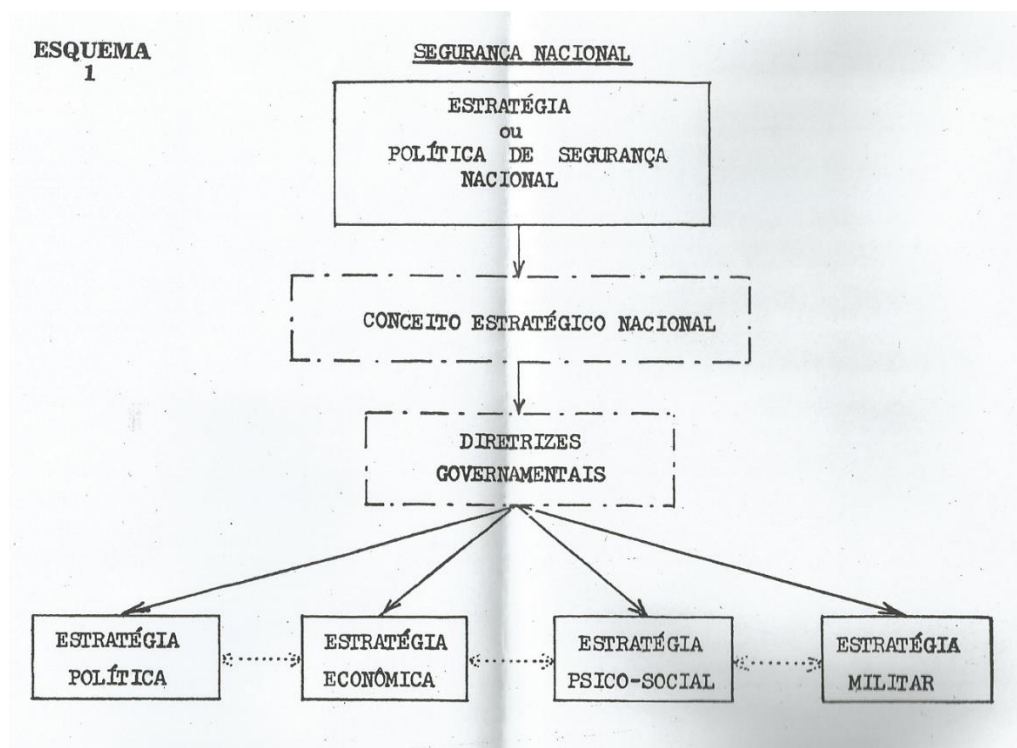 ESQUEMA
1
SEGURANÇA NACIONAL
ESTRATÉGIA
ou
POLÍTICA DE SEGURANÇA
NACIONAL
CONCEITO ESTRATÉGICO NACIONAL
DIRETRIZES
GOVERNAMENTAIS
ESTRATÉGIA
POLÍTICA
ESTRATÉGIA
ECONÔMICA
ESTRATÉGIA
PSICO-SOCIAL
ESTRATÉGIA
MILITAR